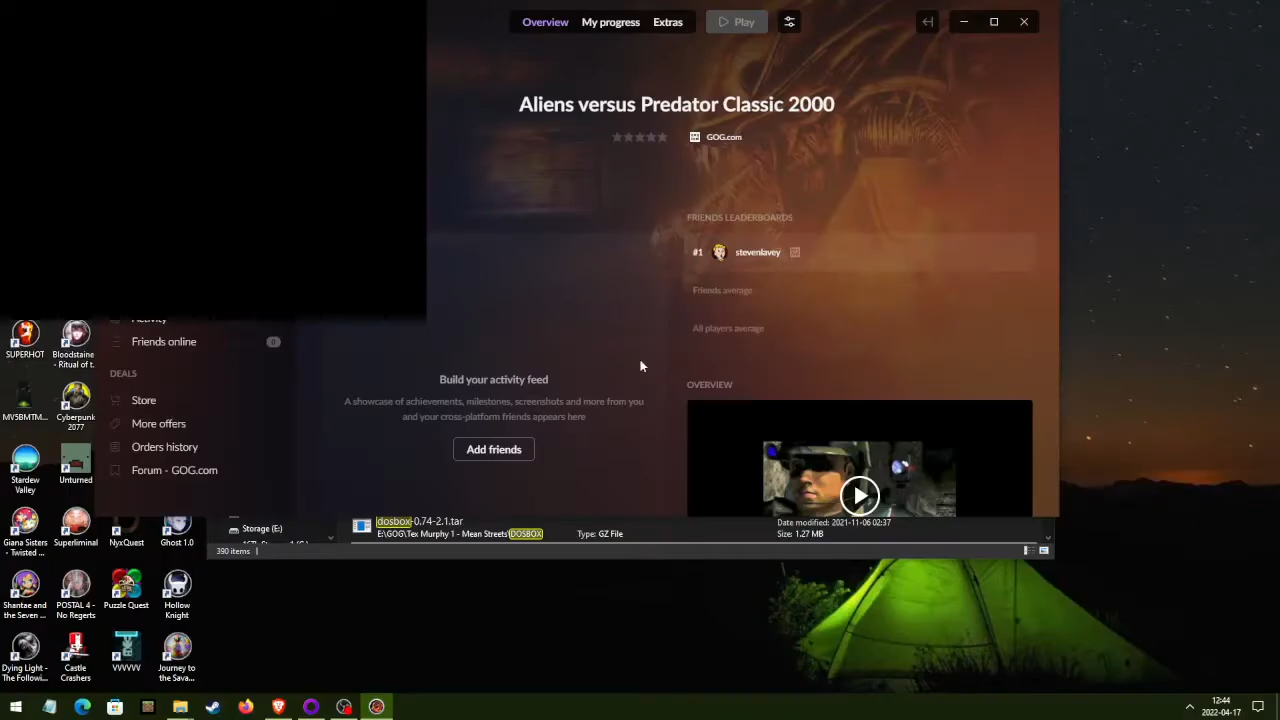 Overview My progress Extras Play
Aliens versus Predator Classic 2000
GOG.com
FRIENDS LEADERBOARDS
#1 stevenlavey
Friends average
All players average
Activity
Friends online 0
DEALS
Store
More offers
Orders history
Forum - GOG.com
Build your activity feed
A showcase of achievements, milestones, screenshots and more from you
and your cross-platform friends appears here
Add friends
OVERVIEW
Storage (E:)
dosbox-0.74-2.1.tar
E:\GOG\Tex Murphy 1 - Mean Streets\DOSBOX
Type: GZ File
Date modified: 2021-11-06 02:37
Size: 1.27 MB
390 items
SUPERHOT
Bloodstaine...
- Ritual of t...
MV5BMTM...
Cyberpunk
2077
Stardew
Valley
Unturned
Giana Sisters
- Twisted ...
Superliminal
NyxQuest
Ghost 1.0
Shantae and
the Seven ...
POSTAL 4 -
No Regerts
Puzzle Quest
Hollow
Knight
Dying Light -
The Followi...
Castle
Crashers
VVVVVV
Journey to
the Sava...
12:44
2022-04-17